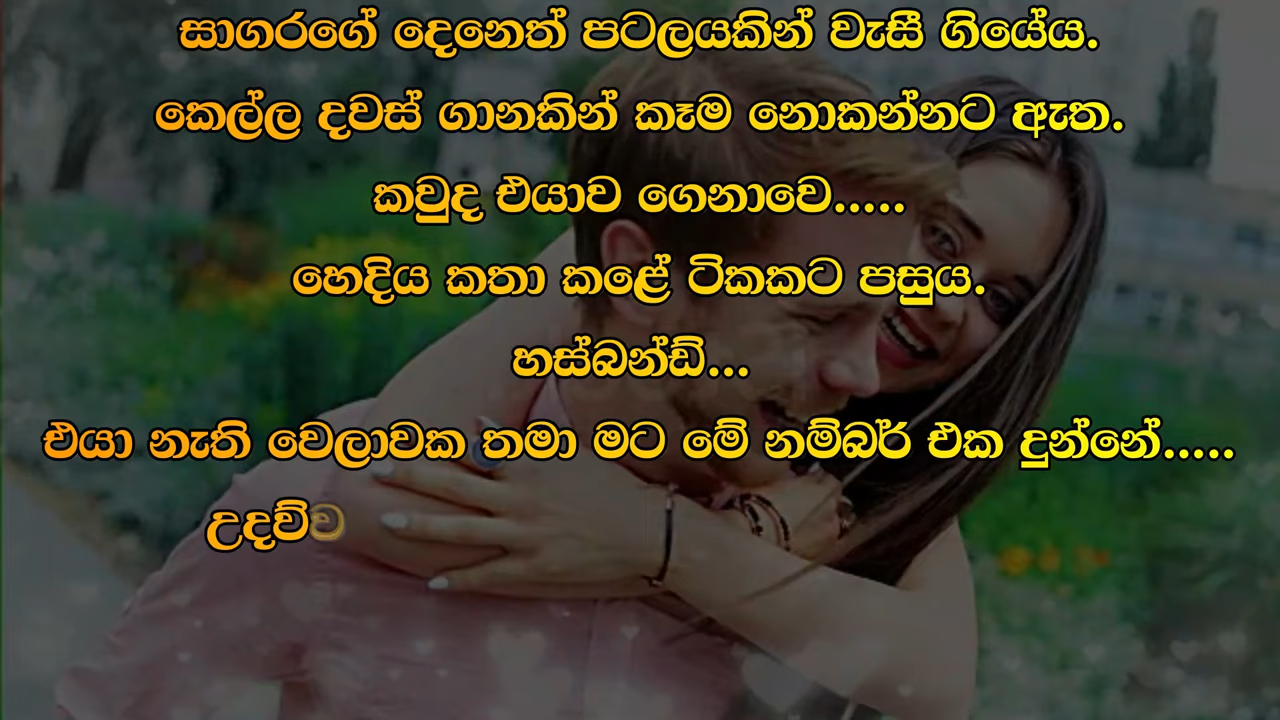 සාගරගේ දෙනෙත් පටලයකින් වැසී ගියේය.
කෙල්ල දවස් ගානකින් කෑම නොකන්නට ඇත.
කවුද එයාව ගෙනාවෙ.....
හෙදිය කතා කළේ ටිකකට පසුය.
හස්බන්ඩ්...
එයා නැති වෙලාවක තමා මට මේ නම්බර් එක දුන්නේ.....
උදව්ව